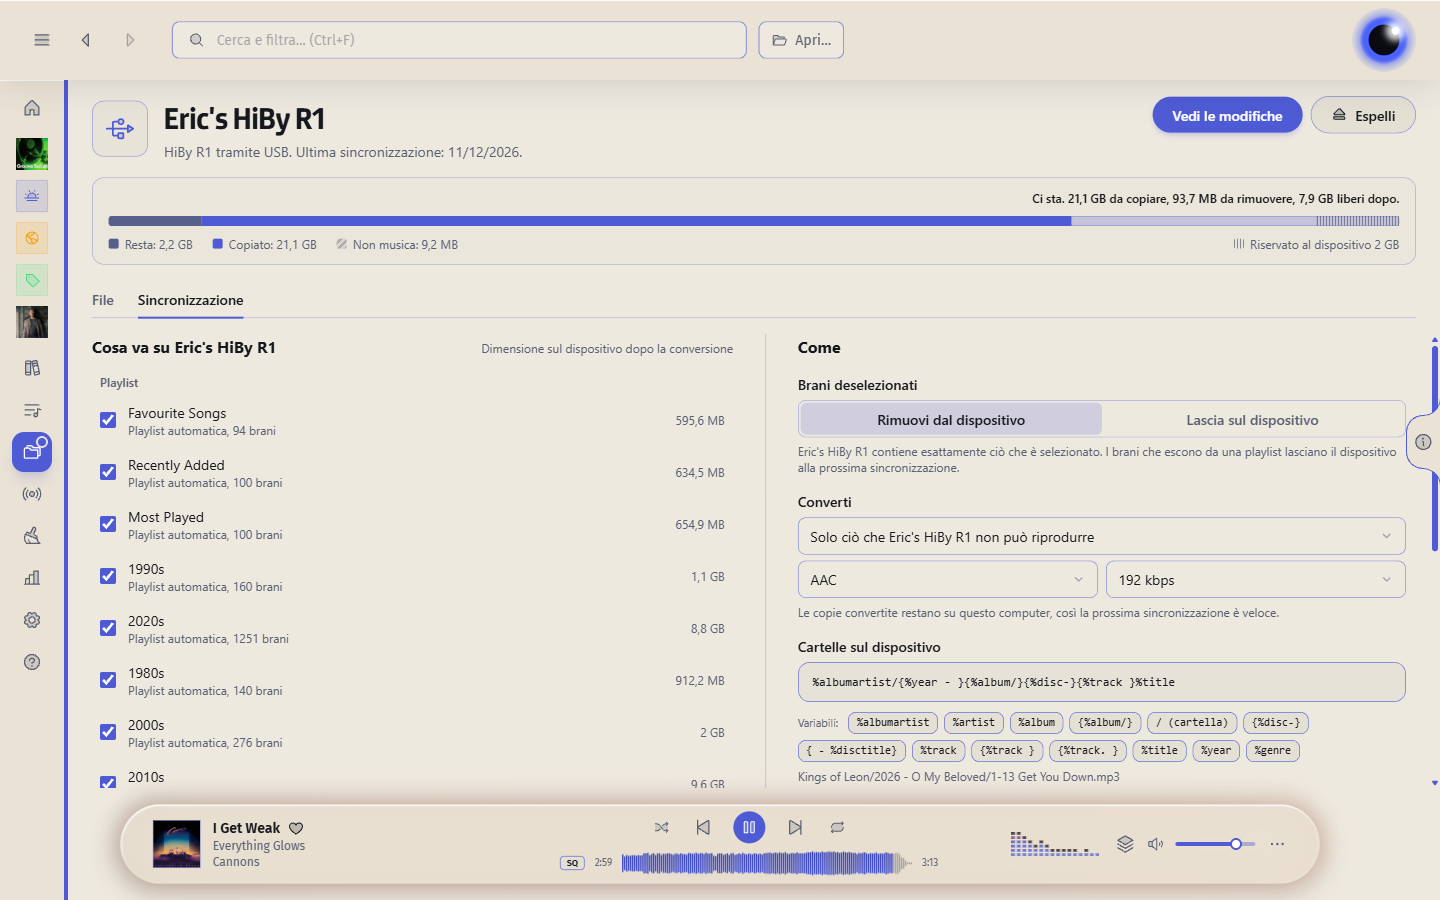 Cerca e filtra... (Ctrl+F)
Apri...
Eric's HiBy R1
HiBy R1 tramite USB. Ultima sincronizzazione: 11/12/2026.
Vedi le modifiche
Espelli
Ci sta. 21,1 GB da copiare, 93,7 MB da rimuovere, 7,9 GB liberi dopo.
Resta: 2,2 GB
Copiato: 21,1 GB
Non musica: 9,2 MB
Riservato al dispositivo 2 GB
File
Sincronizzazione
Cosa va su Eric's HiBy R1
Dimensione sul dispositivo dopo la conversione
Playlist
Favourite Songs
Playlist automatica, 94 brani
595,6 MB
Recently Added
Playlist automatica, 100 brani
634,5 MB
Most Played
Playlist automatica, 100 brani
654,9 MB
1990s
Playlist automatica, 160 brani
1,1 GB
2020s
Playlist automatica, 1251 brani
8,8 GB
1980s
Playlist automatica, 140 brani
912,2 MB
2000s
Playlist automatica, 276 brani
2 GB
2010s
9,6 GB
Come
Brani deselezionati
Rimuovi dal dispositivo
Lascia sul dispositivo
Eric's HiBy R1 contiene esattamente ciò che è selezionato. I brani che escono da una playlist lasciano il dispositivo
alla prossima sincronizzazione.
Converti
Solo ciò che Eric's HiBy R1 non può riprodurre
AAC
192 kbps
Le copie convertite restano su questo computer, così la prossima sincronizzazione è veloce.
Cartelle sul dispositivo
%albumartist/{%year - }{%album/}{%disc-}{%track }%title
Variabili: %albumartist %artist %album {%album/} / (cartella) {%disc-}
{ - %disctitle} %track {%track } {%track. } %title %year %genre
Kings of Leon/2026 - O My Beloved/1-13 Get You Down.mp3
I Get Weak
Everything Glows
Cannons
SQ
2:59
3:13